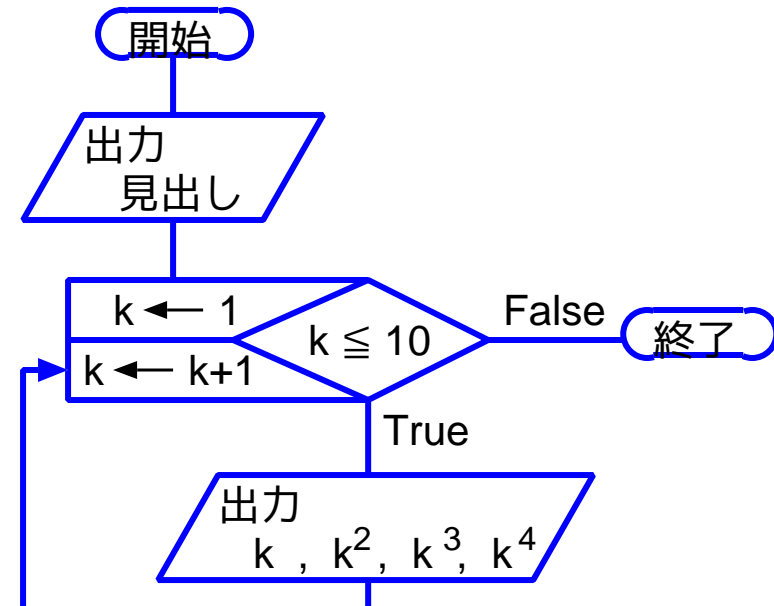 開始
出力
見出し
k ← 1
k ≦ 10
False
終了
k ← k+1
True
出力
k , k², k³, k⁴